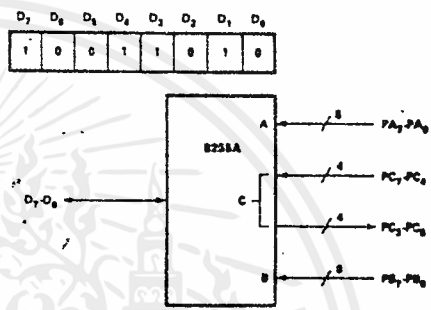 D₇ D₆ D₅ D₄ D₃ D₂ D₁ D₀
1 0 0 1 1 0 1 0
A 8 PA₇-PA₀
8255A
4 PC₇-PC₄
D₇-D₀ C
4 PC₃-PC₀
B 8 PB₇-PB₀